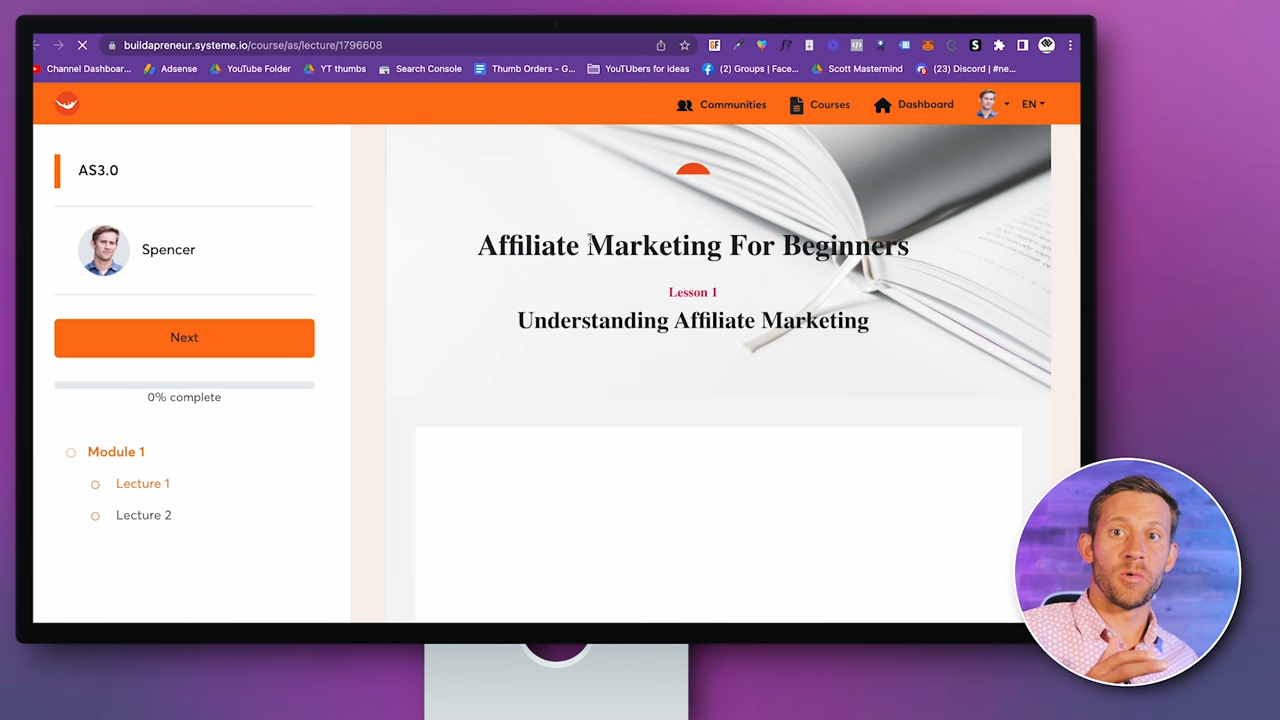 buildapreneur.systeme.io/course/as/lecture/1796608
Channel Dashboar...
Adsense
YouTube Folder
YT thumbs
Search Console
Thumb Orders - G...
YouTUbers for ideas
(2) Groups | Face...
Scott Mastermind
(23) Discord | #ne...
Communities
Courses
Dashboard
EN
AS3.0
Spencer
Next
0% complete
Module 1
Lecture 1
Lecture 2
Affiliate Marketing For Beginners
Lesson 1
Understanding Affiliate Marketing